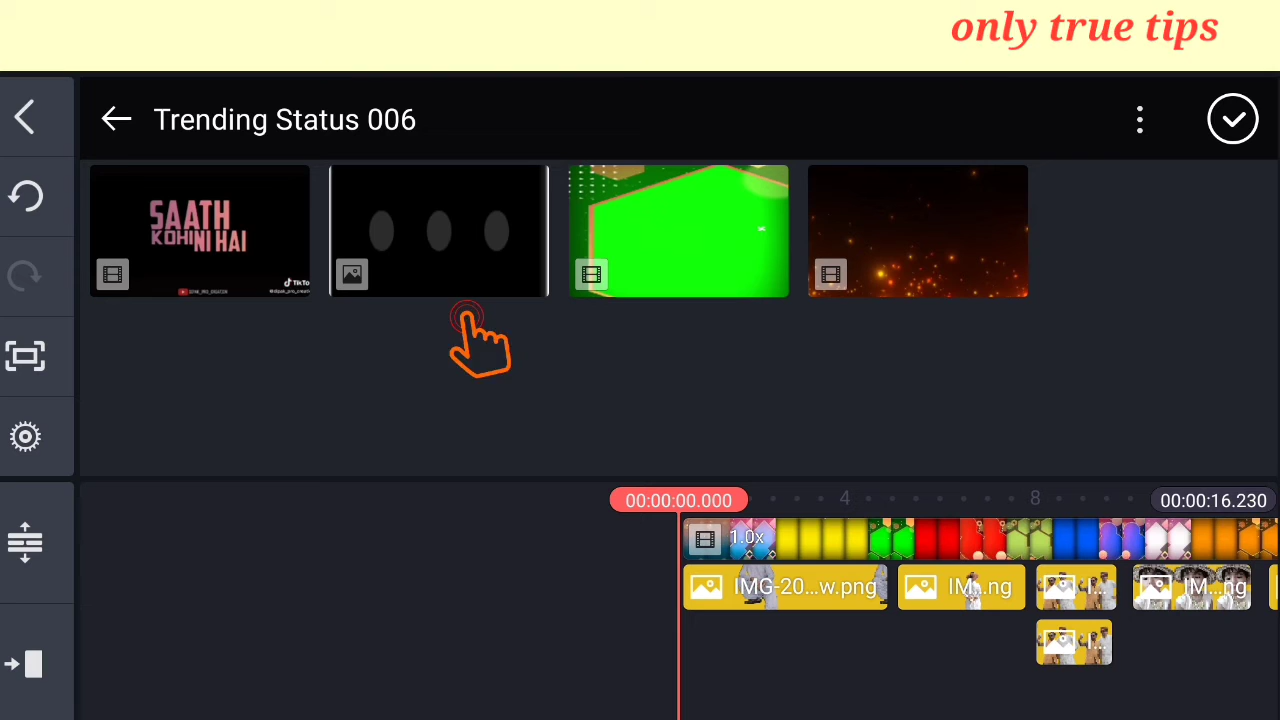 only true tips
Trending Status 006
SAATH
KOHINI HAI
TikTo
00:00:00.000
4
8
00:00:16.230
1.0x
IMG-20...w.png
IM...ng
I...
IM...ng
I...